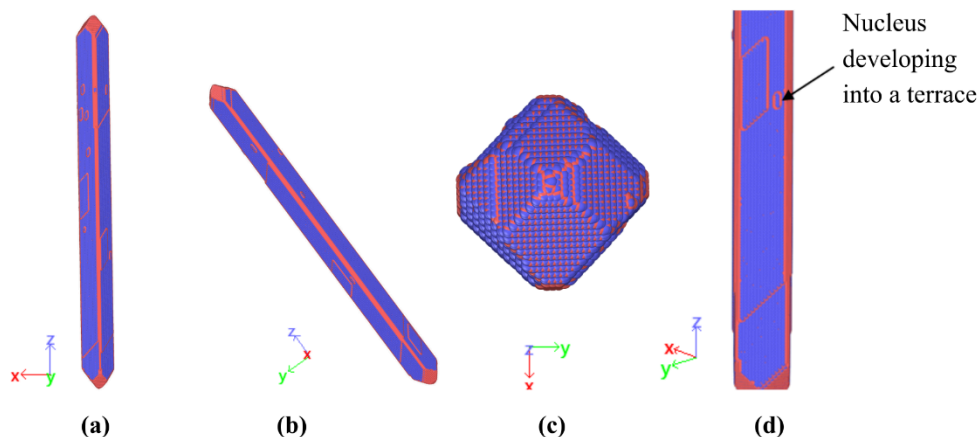 Nucleus
developing
into a terrace
z
x
y
z
x
y
z
y
x
z
x
y
(a)
(b)
(c)
(d)